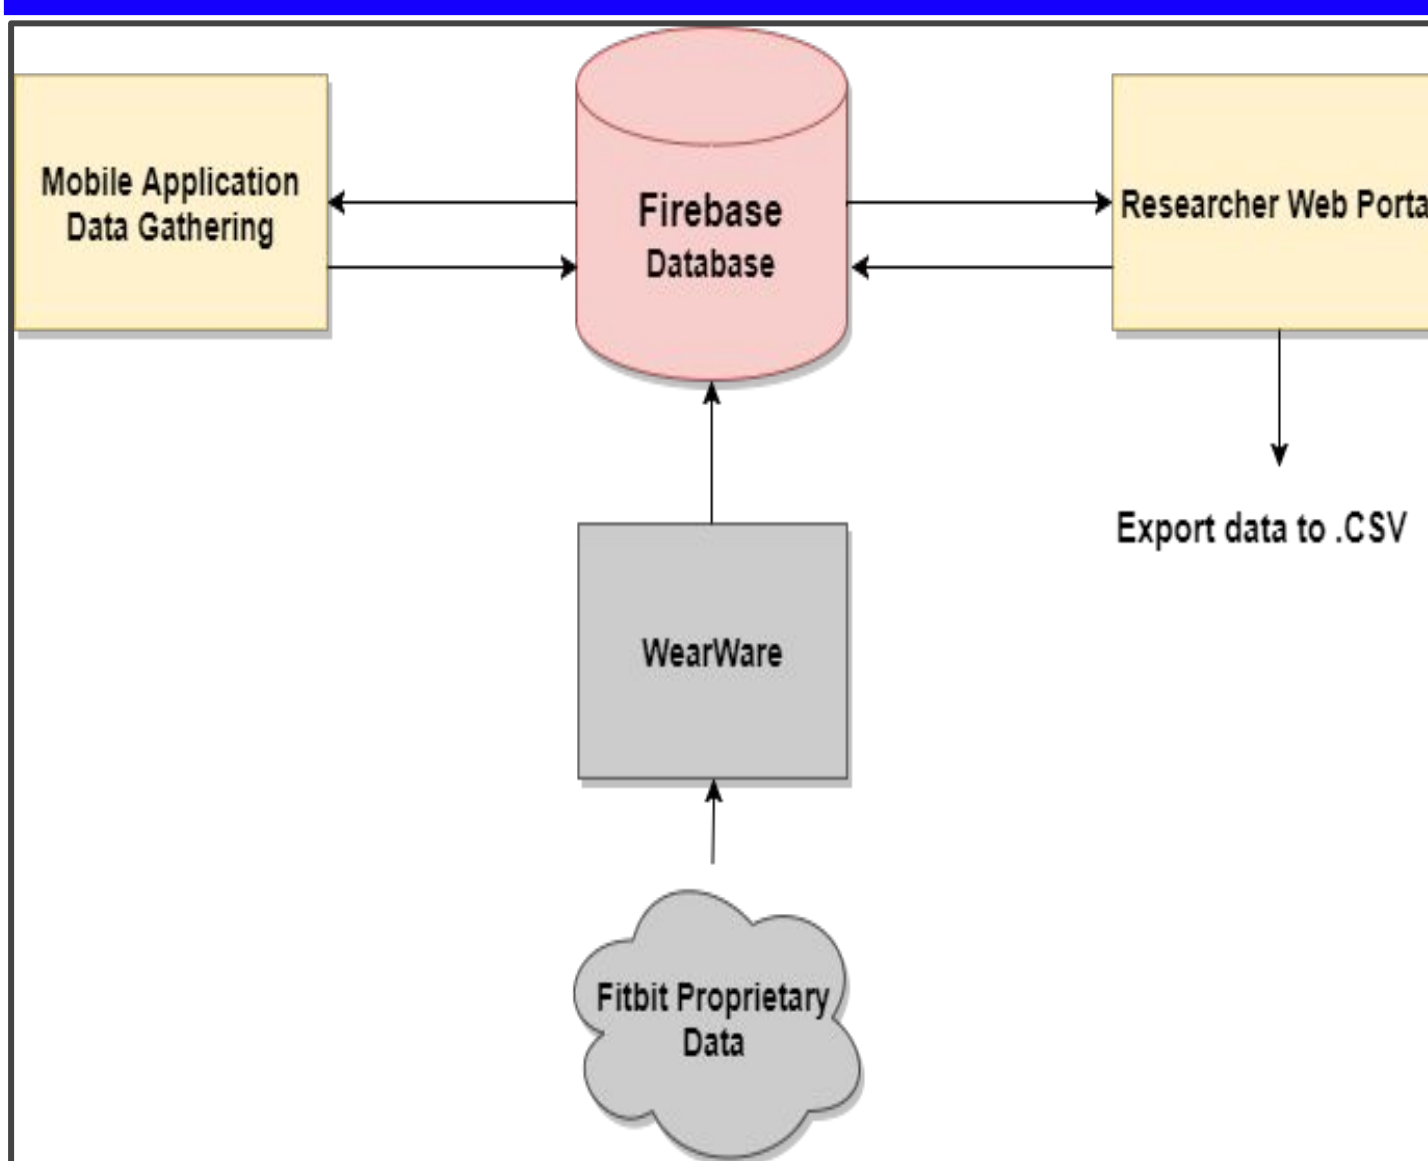 Mobile Application
Data Gathering
Firebase
Database
Researcher Web Porta
Export data to .CSV
WearWare
Fitbit Proprietary
Data